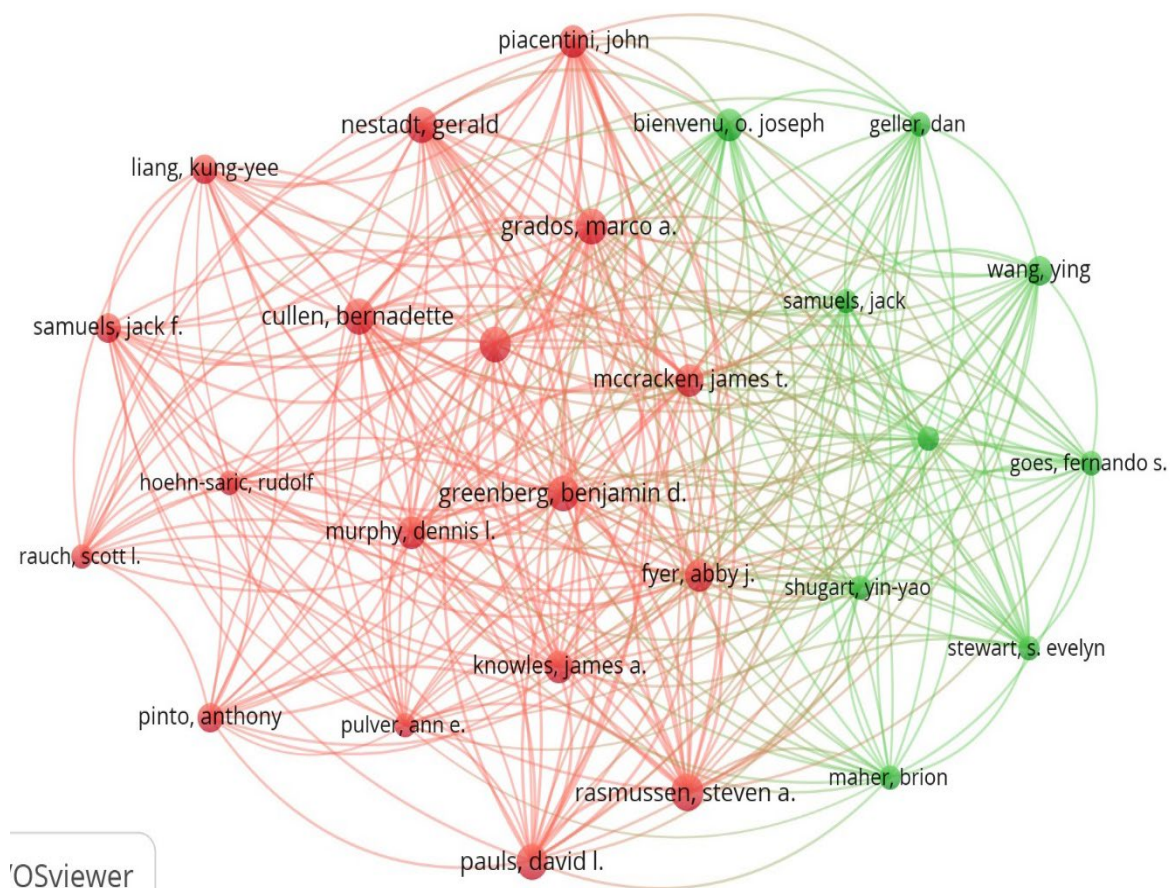 piacentini, john
nestadt, gerald
bienvenu, o. joseph
geller, dan
liang, kung-yee
grados, marco a.
wang, ying
samuels, jack
cullen, bernadette
samuels, jack f.
mccracken, james t.
goes, fernando s.
hoehn-saric, rudolf
greenberg, benjamin d.
murphy, dennis l.
rauch, scott l.
fyer, abby j.
shugart, yin-yao
stewart, s. evelyn
knowles, james a.
pinto, anthony
pulver, ann e.
maher, brion
rasmussen, steven a.
pauls, david l.
OSviewer